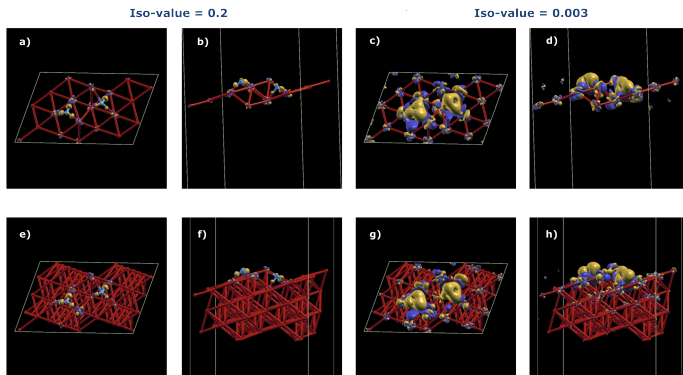 Iso-value = 0.2
Iso-value = 0.003
a)
b)
c)
d)
e)
f)
g)
h)